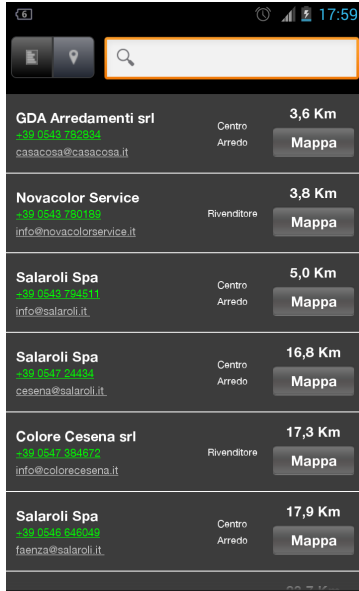 6
17:59
GDA Arredamenti srl
+39 0543 782834
casacosa@casacosa.it
Centro
Arredo
3,6 Km
Mappa
Novacolor Service
+39 0543 780189
info@novacolorservice.it
Rivenditore
3,8 Km
Mappa
Salaroli Spa
+39 0543 794511
info@salaroli.it
Centro
Arredo
5,0 Km
Mappa
Salaroli Spa
+39 0547 24434
cesena@salaroli.it
Centro
Arredo
16,8 Km
Mappa
Colore Cesena srl
+39 0547 384672
info@colorecesena.it
Rivenditore
17,3 Km
Mappa
Salaroli Spa
+39 0546 646049
faenza@salaroli.it
Centro
Arredo
17,9 Km
Mappa